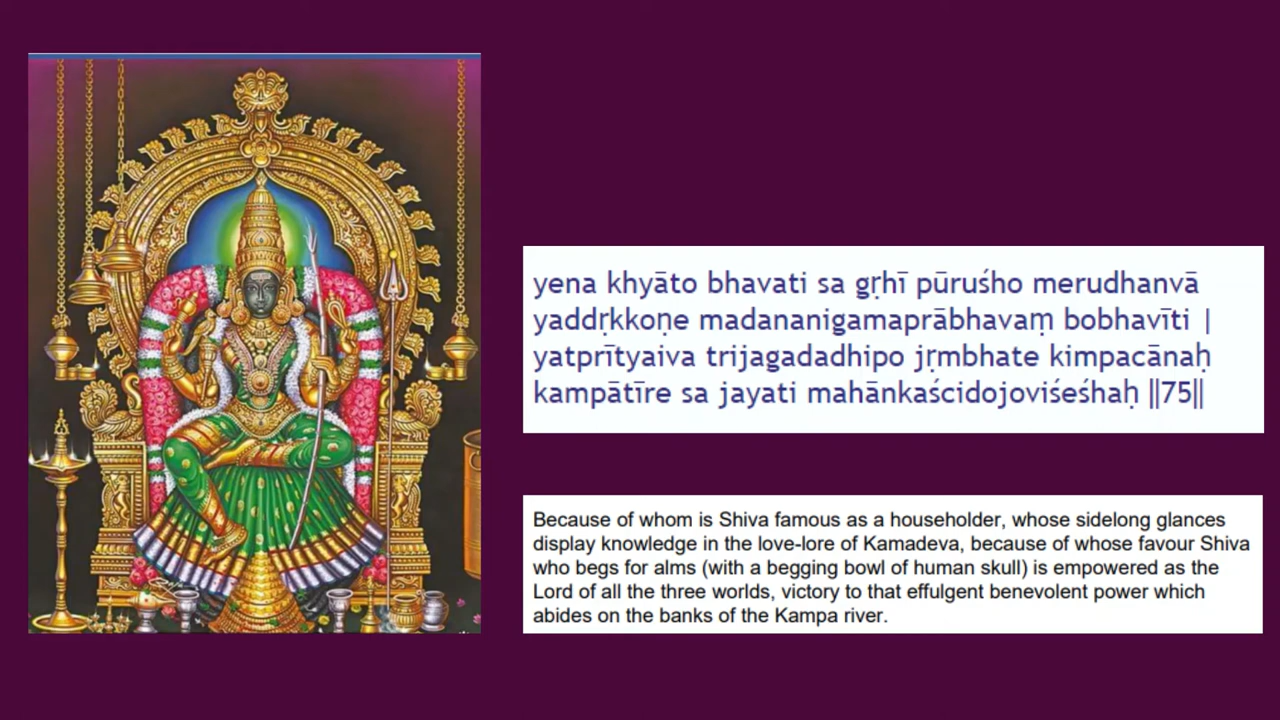 yena khyāto bhavati sa gṛhī pūruśho merudhanvā
yaddṛkkoṇe madananigamaprābhavaṃ bobhavīti |
yatprītyaiva trijagadadhipo jṛmbhate kimpacānaḥ
kampātīre sa jayati mahānkaścidojoviśeśhaḥ ||75||
Because of whom is Shiva famous as a householder, whose sidelong glances
display knowledge in the love-lore of Kamadeva, because of whose favour Shiva
who begs for alms (with a begging bowl of human skull) is empowered as the
Lord of all the three worlds, victory to that effulgent benevolent power which
abides on the banks of the Kampa river.